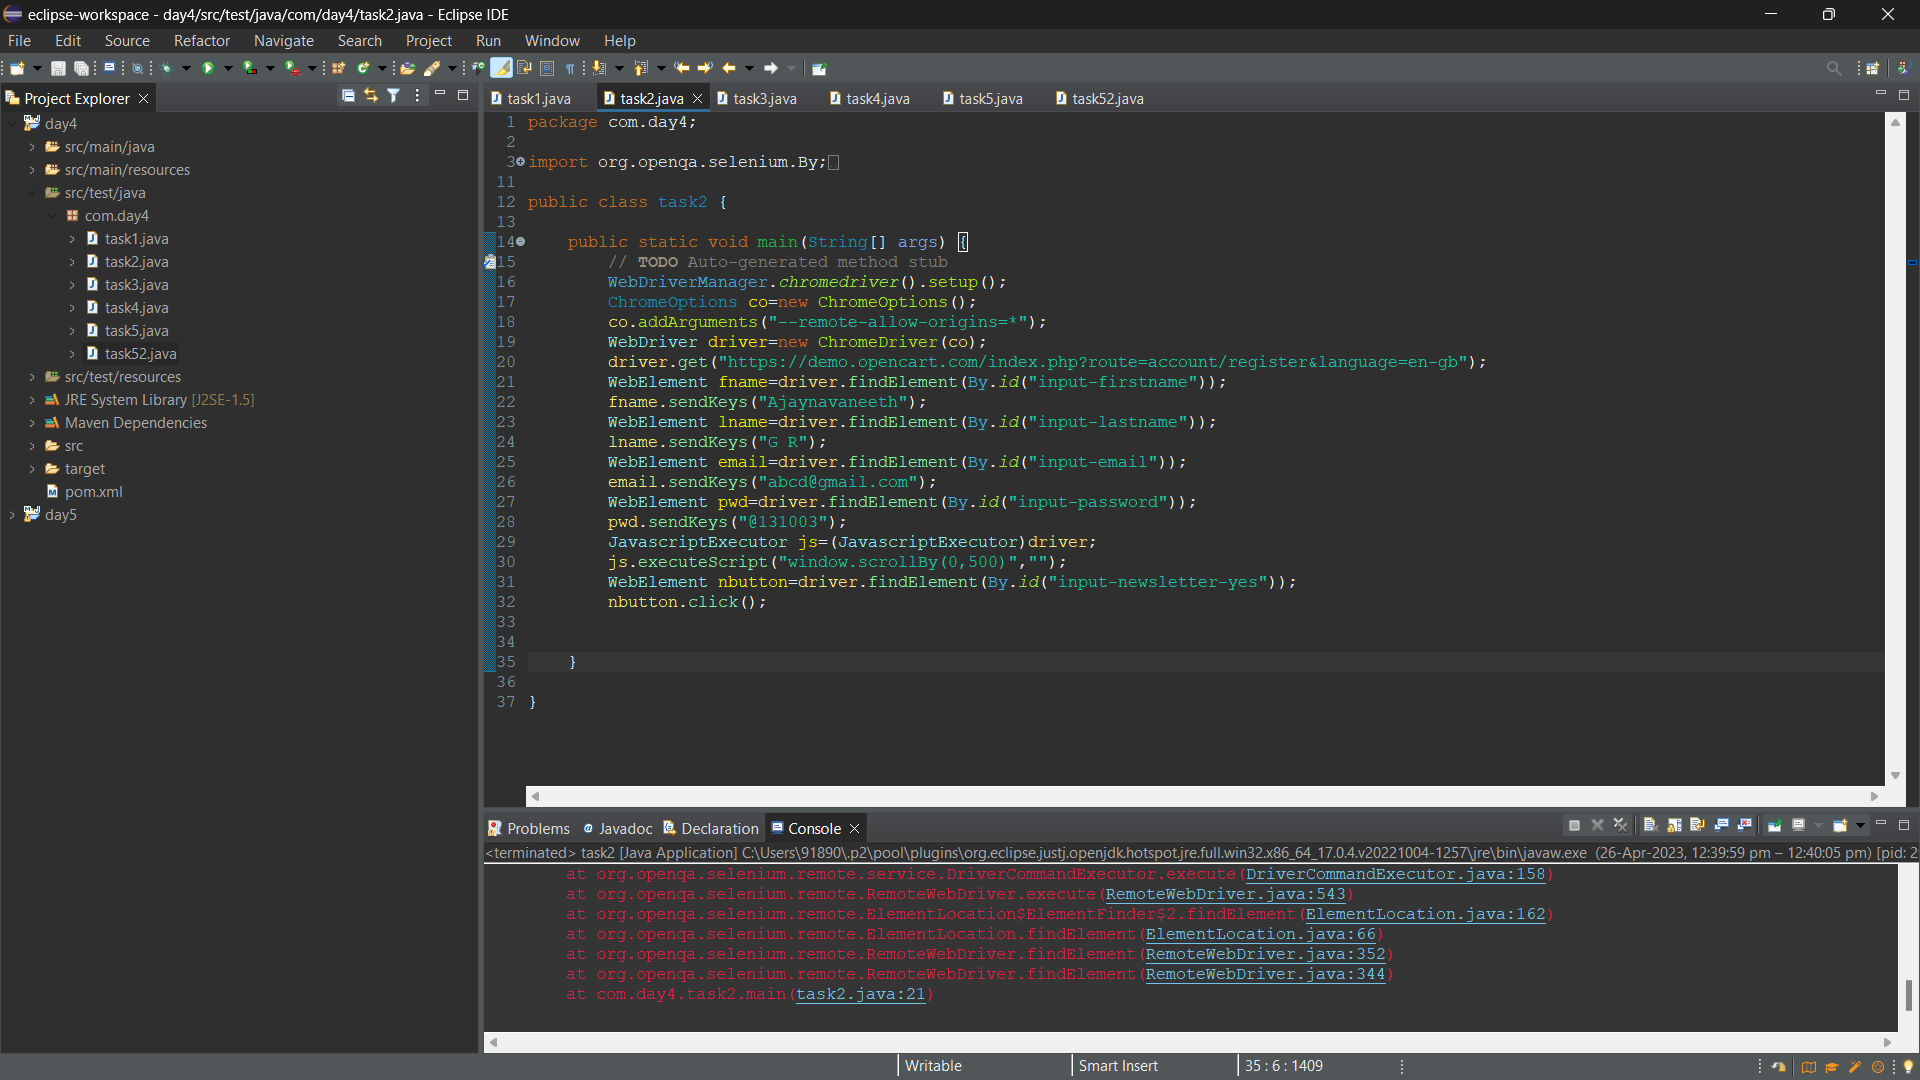 eclipse-workspace - day4/src/test/java/com/day4/task2.java - Eclipse IDE
File Edit Source Refactor Navigate Search Project Run Window Help
Project Explorer
day4
src/main/java
src/main/resources
src/test/java
com.day4
task1.java
task2.java
task3.java
task4.java
task5.java
task52.java
src/test/resources
JRE System Library [J2SE-1.5]
Maven Dependencies
src
target
pom.xml
day5
task1.java task2.java task3.java task4.java task5.java task52.java
1 package com.day4;
2
3 import org.openqa.selenium.By;
11
12 public class task2 {
13
14 public static void main(String[] args) {
15 // TODO Auto-generated method stub
16 WebDriverManager.chromedriver().setup();
17 ChromeOptions co=new ChromeOptions();
18 co.addArguments("--remote-allow-origins=*");
19 WebDriver driver=new ChromeDriver(co);
20 driver.get("https://demo.opencart.com/index.php?route=account/register&language=en-gb");
21 WebElement fname=driver.findElement(By.id("input-firstname"));
22 fname.sendKeys("Ajaynavaneeth");
23 WebElement lname=driver.findElement(By.id("input-lastname"));
24 lname.sendKeys("G R");
25 WebElement email=driver.findElement(By.id("input-email"));
26 email.sendKeys("abcd@gmail.com");
27 WebElement pwd=driver.findElement(By.id("input-password"));
28 pwd.sendKeys("@131003");
29 JavascriptExecutor js=(JavascriptExecutor)driver;
30 js.executeScript("window.scrollBy(0,500)","");
31 WebElement nbutton=driver.findElement(By.id("input-newsletter-yes"));
32 nbutton.click();
33
34
35 }
36
37 }
Problems Javadoc Declaration Console
<terminated> task2 [Java Application] C:\Users\91890\.p2\pool\plugins\org.eclipse.justj.openjdk.hotspot.jre.full.win32.x86_64_17.0.4.v20221004-1257\jre\bin\javaw.exe (26-Apr-2023, 12:39:59 pm – 12:40:05 pm) [pid: 2
at org.openqa.selenium.remote.service.DriverCommandExecutor.execute(DriverCommandExecutor.java:158)
at org.openqa.selenium.remote.RemoteWebDriver.execute(RemoteWebDriver.java:543)
at org.openqa.selenium.remote.ElementLocation$ElementFinder$2.findElement(ElementLocation.java:162)
at org.openqa.selenium.remote.ElementLocation.findElement(ElementLocation.java:66)
at org.openqa.selenium.remote.RemoteWebDriver.findElement(RemoteWebDriver.java:352)
at org.openqa.selenium.remote.RemoteWebDriver.findElement(RemoteWebDriver.java:344)
at com.day4.task2.main(task2.java:21)
Writable Smart Insert 35 : 6 : 1409